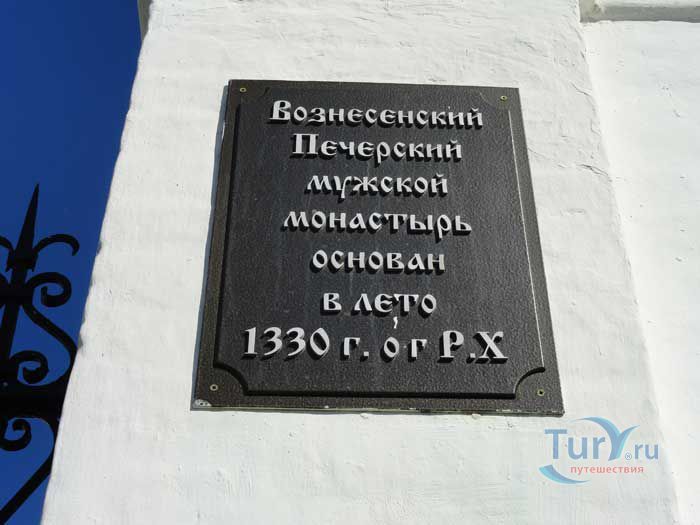 Вознесенский
Печерский
мужской
монастырь
основан
в лето
1330 г. от Р.Х
Tury.ru
путешествия